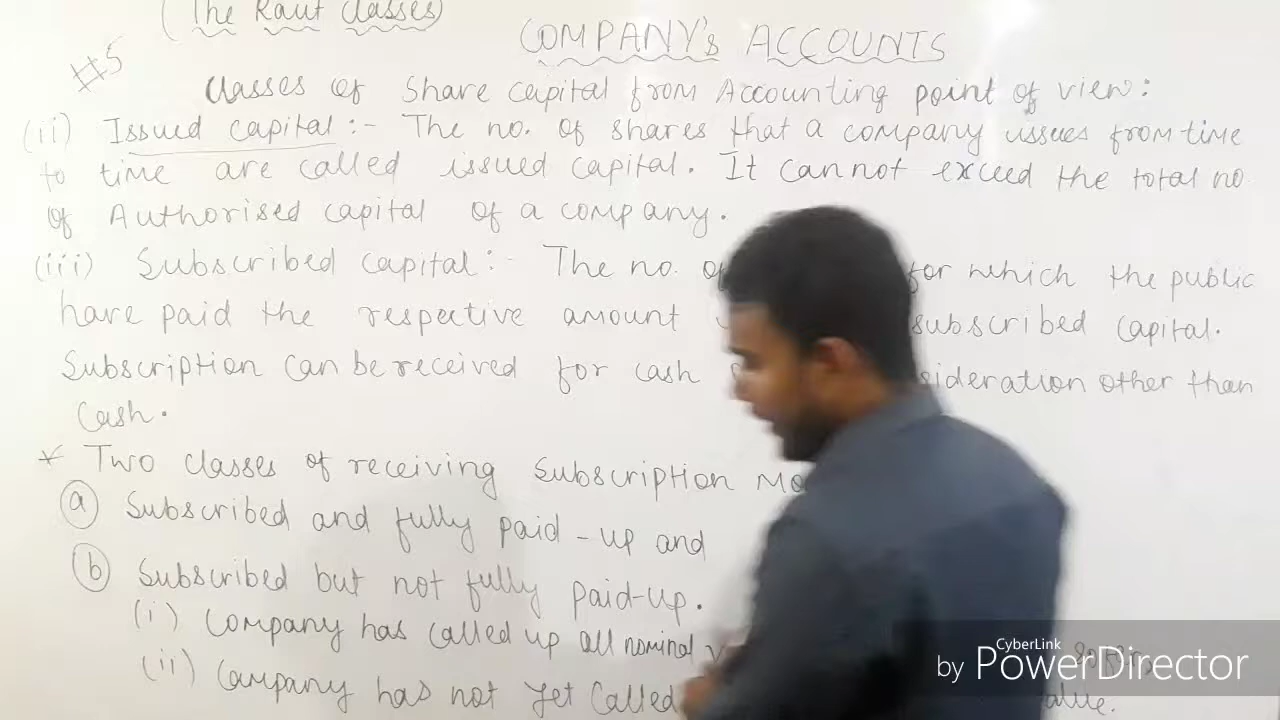 (The Raut Classes)
#5
COMPANY's ACCOUNTS
Classes of Share capital from Accounting point of view:
(ii) Issued capital:- The no. of shares that a company issues from time
to time are called issued capital. It cannot exceed the total no.
of Authorised capital of a company.
(iii) Subscribed capital:- The no. of for which the public
have paid the respective amount subscribed capital.
Subscription can be received for cash other than
cash.
* Two classes of receiving Subscription
(a) Subscribed and fully paid-up and
(b) Subscribed but not fully paid-up.
(i) Company has called up all nominal
(ii) Company has not yet called value.
CyberLink
by PowerDirector